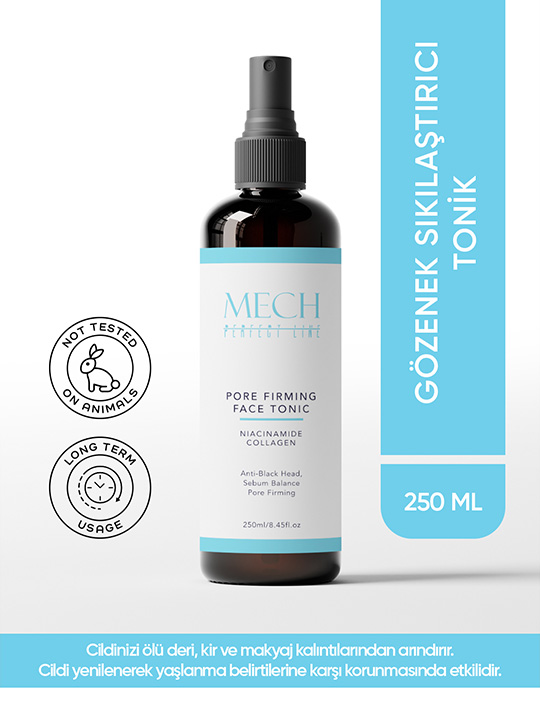 GÖZENEK SIKILAŞTIRICI
TONİK
250 ML
MECH
PERFECT LINE
PORE FIRMING
FACE TONIC
NIACINAMIDE
COLLAGEN
Anti-Black Head,
Sebum Balance
Pore Firming
250ml/8.45fl.oz
NOT TESTED
ON ANIMALS
LONG TERM
USAGE
Cildinizi ölü deri, kir ve makyaj kalıntılarından arındırır.
Cildi yenilenerek yaşlanma belirtilerine karşı korunmasında etkilidir.